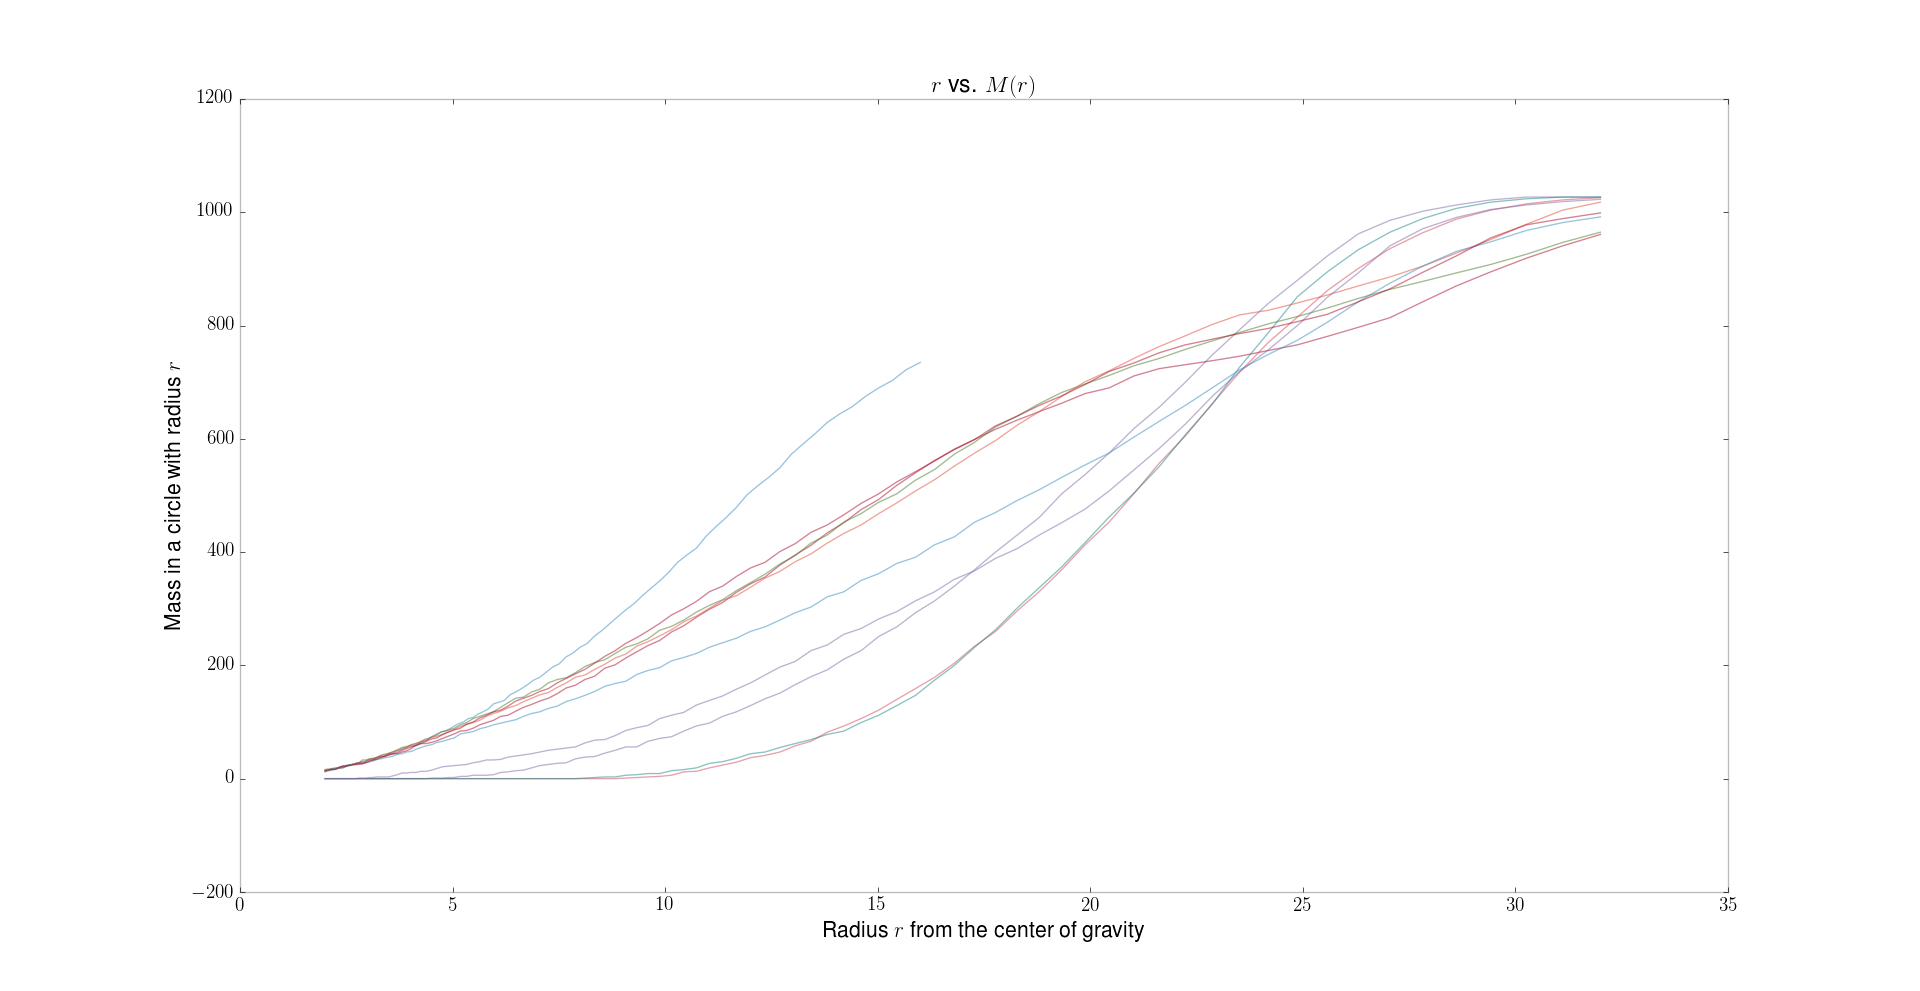 r vs. M(r)
1200
1000
800
600
400
200
0
−200
0 5 10 15 20 25 30 35
Mass in a circle with radius r
Radius r from the center of gravity